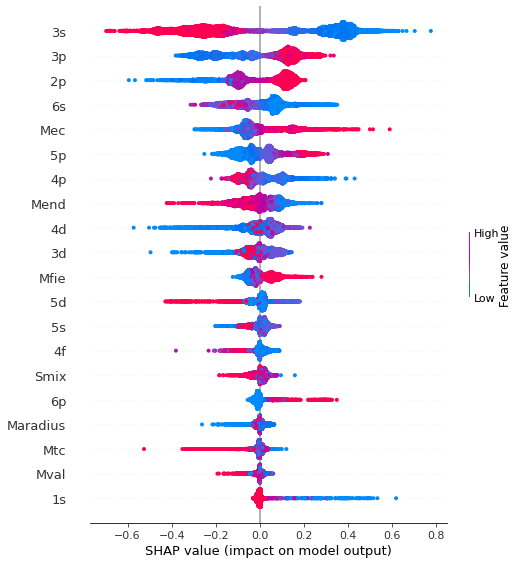 3s
3p
2p
6s
Mec
5p
4p
Mend
4d
3d
Mfie
5d
5s
4f
Smix
6p
Maradius
Mtc
Mval
1s
−0.6 −0.4 −0.2 0.0 0.2 0.4 0.6 0.8
SHAP value (impact on model output)
High
Low
Feature value